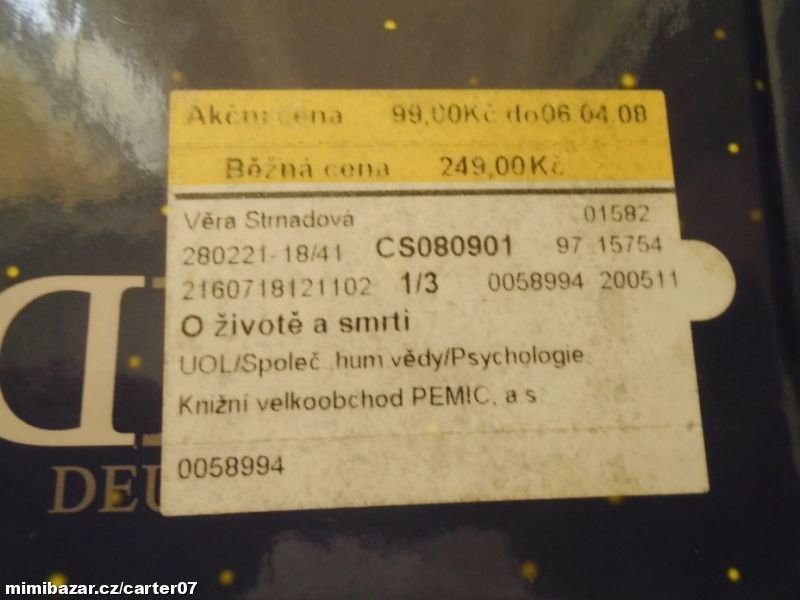 Akční cena 99,00Kč do06.04.08
Běžná cena 249,00Kč
Věra Strnadová 01582
280221-18/41 CS080901 97 15754
2160718121102 1/3 0058994 200511
O životě a smrti
UOL/Společ.hum.vědy/Psychologie
Knižní velkoobchod PEMIC, a.s.
0058994
DEU
mimibazar.cz/carter07